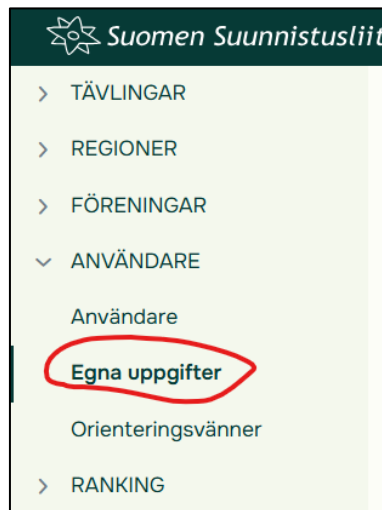 Suomen Suunnistusliit
TÄVLINGAR
REGIONER
FÖRENINGAR
ANVÄNDARE
Användare
Egna uppgifter
Orienteringsvänner
RANKING